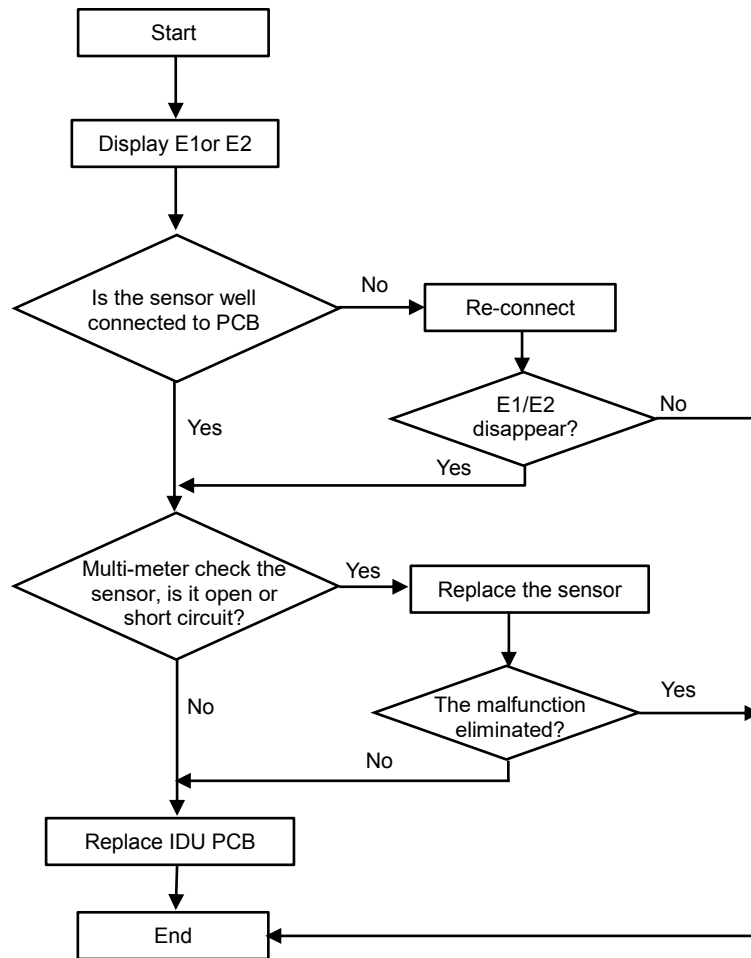 Start
Display E1or E2
Is the sensor well
connected to PCB
No
Re-connect
E1/E2
disappear?
No
Yes
Yes
Multi-meter check the
sensor, is it open or
short circuit?
Yes
Replace the sensor
The malfunction
eliminated?
Yes
No
No
Replace IDU PCB
End